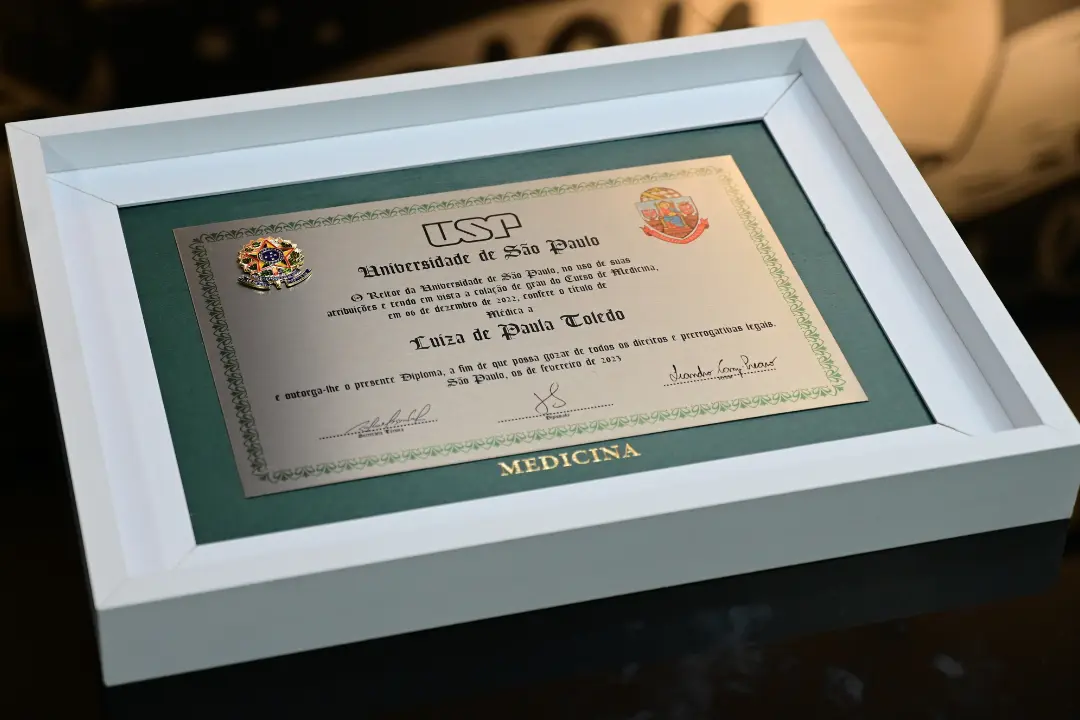 USP
Universidade de São Paulo
O Reitor da Universidade de São Paulo, no uso de suas
atribuições e tendo em vista a colação de grau do Curso de Medicina,
em 06 de dezembro de 2022, confere o título de
Médica a
Luiza de Paula Toledo
e outorga-lhe o presente Diploma, a fim de que possa gozar de todos os direitos e prerrogativas legais.
São Paulo, 05 de fevereiro de 2023
Diplomada
MEDICINA